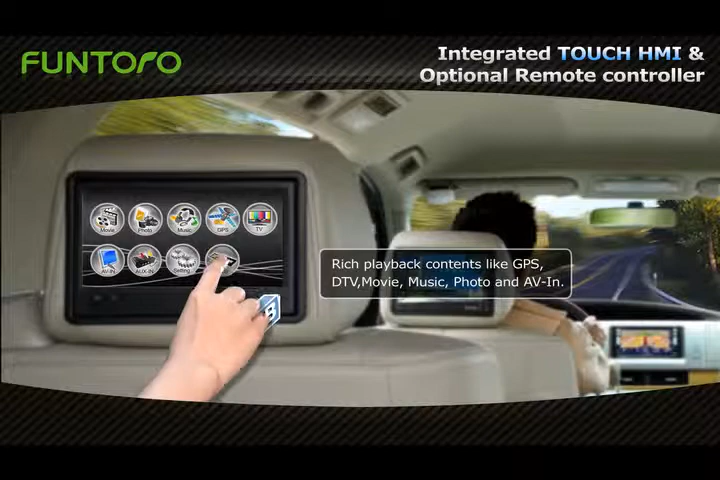 FUNTORO
Integrated TOUCH HMI &
Optional Remote controller
Movie Photo Music GPS TV
AV-IN AUX-IN Setting
Rich playback contents like GPS,
DTV,Movie, Music, Photo and AV-In.